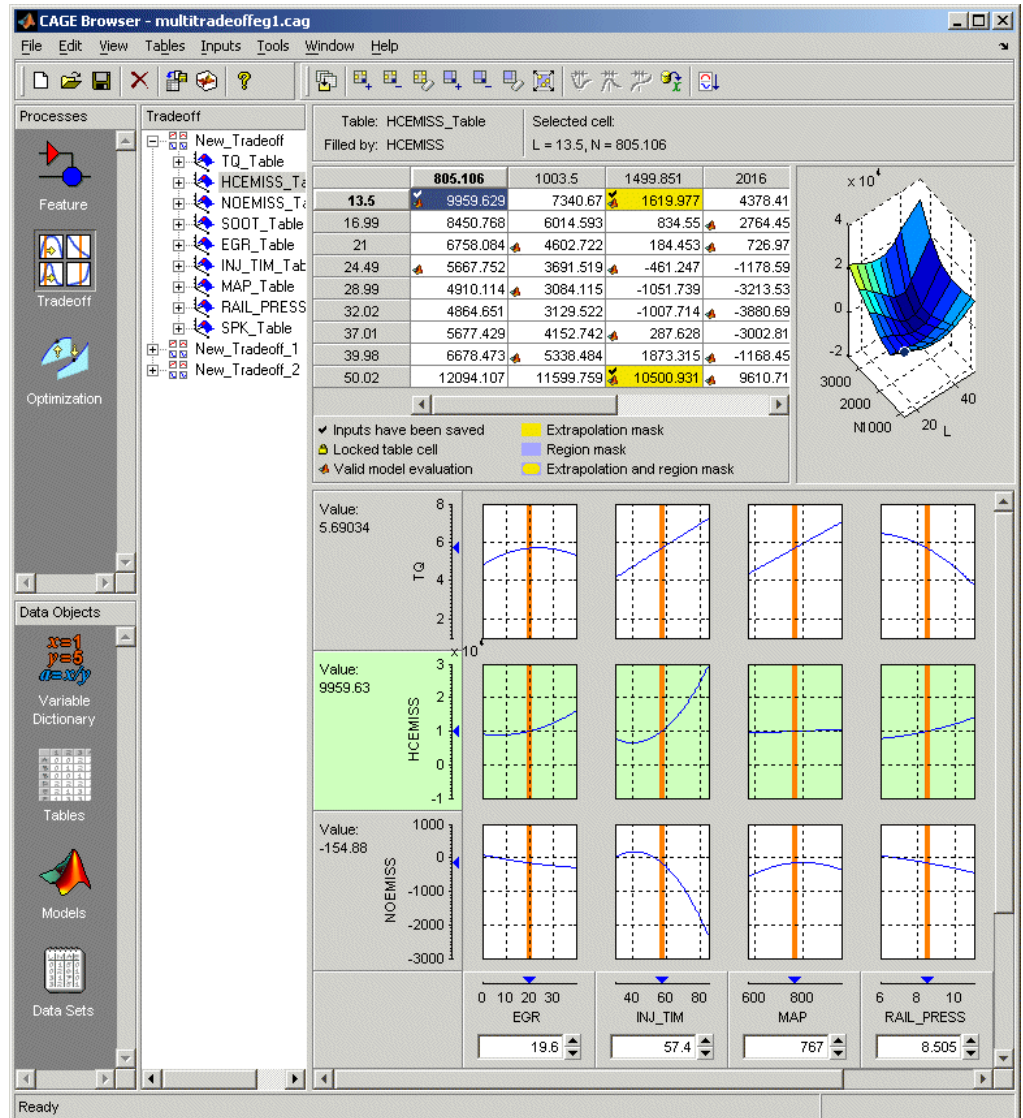 CAGE Browser - multitradeoffeg1.cag
File Edit View Tables Inputs Tools Window Help
Processes
Feature
Tradeoff
Optimization
Data Objects
x=1
y=5
a=x/y
Variable
Dictionary
Tables
Models
Data Sets
Tradeoff
New_Tradeoff
TQ_Table
HCEMISS_Ta
NOEMISS_Ta
SOOT_Table
EGR_Table
INJ_TIM_Tab
MAP_Table
RAIL_PRESS
SPK_Table
New_Tradeoff_1
New_Tradeoff_2
Table: HCEMISS_Table
Filled by: HCEMISS
Selected cell:
L = 13.5, N = 805.106
805.106 1003.5 1499.851 2016
13.5 9959.629 7340.67 1619.977 4378.41
16.99 8450.768 6014.593 834.55 2764.45
21 6758.084 4602.722 184.453 726.97
24.49 5667.752 3691.519 -461.247 -1178.59
28.99 4910.114 3084.115 -1051.739 -3213.53
32.02 4864.651 3129.522 -1007.714 -3880.69
37.01 5677.429 4152.742 287.628 -3002.81
39.98 6678.473 5338.484 1873.315 -1168.45
50.02 12094.107 11599.759 10500.931 9610.71
Inputs have been saved
Locked table cell
Valid model evaluation
Extrapolation mask
Region mask
Extrapolation and region mask
x 10^4
4
2
0
-2
3000
2000
N1000
20 L
40
Value:
5.69034
TQ
8
6
4
2
Value:
9959.63
HCEMISS
x 10^4
3
2
1
0
-1
Value:
-154.88
NOEMISS
1000
0
-1000
-2000
-3000
0 10 20 30
EGR
19.6
40 60 80
INJ_TIM
57.4
600 800
MAP
767
6 8 10
RAIL_PRESS
8.505
Ready